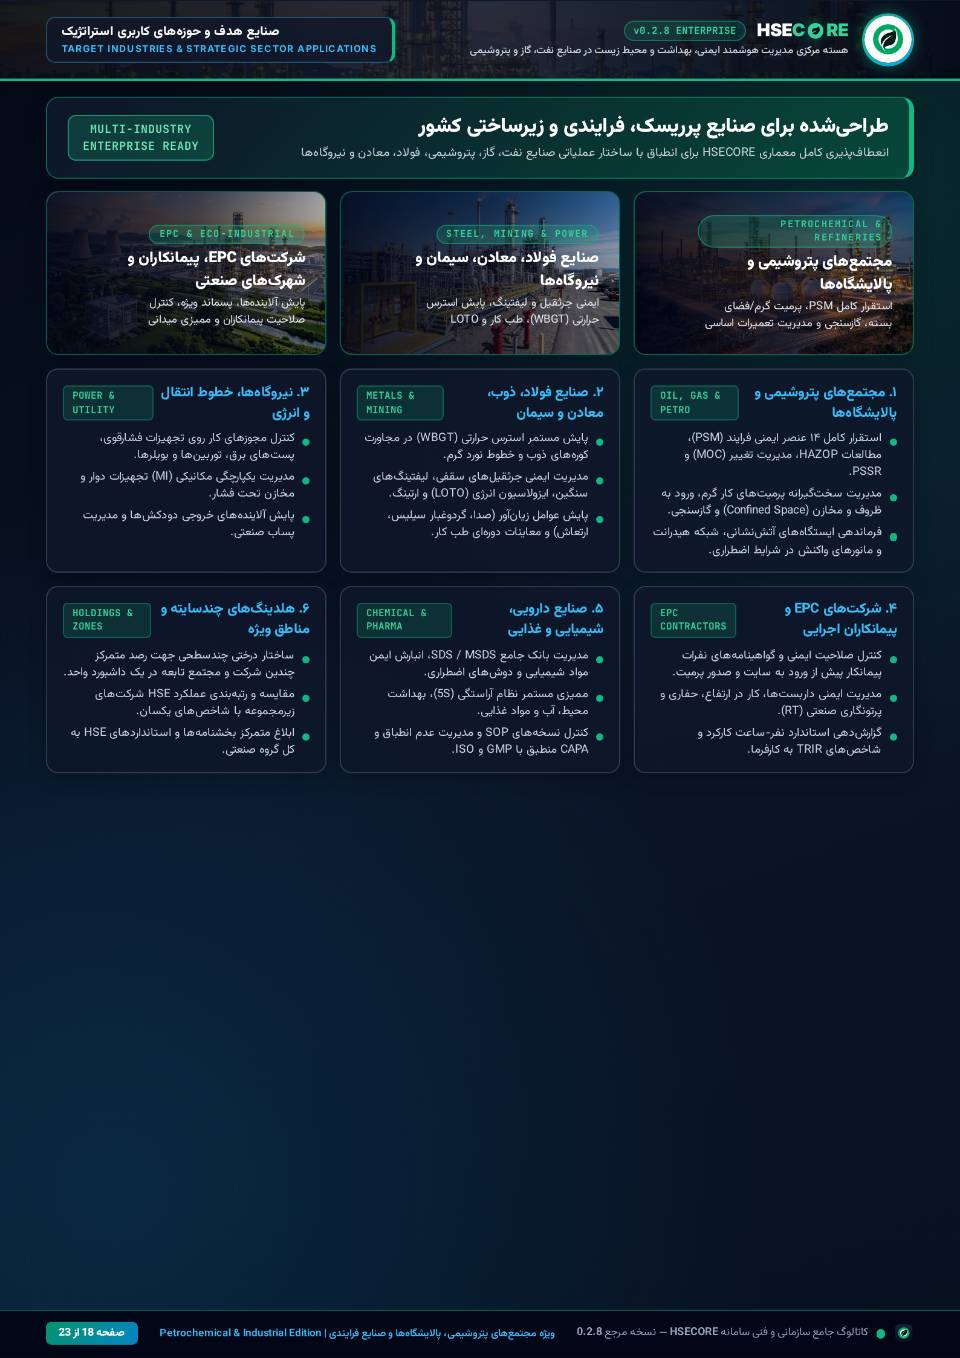 HSECORE
v0.2.8 ENTERPRISE
هسته مرکزی مدیریت هوشمند ایمنی، بهداشت و محیط زیست در صنایع نفت، گاز و پتروشیمی
صنایع هدف و حوزه‌های کاربری استراتژیک
TARGET INDUSTRIES & STRATEGIC SECTOR APPLICATIONS
طراحی‌شده برای صنایع پرریسک، فرایندی و زیرساختی کشور
انعطاف‌پذیری کامل معماری HSECORE برای انطباق با ساختار عملیاتی صنایع نفت، گاز، پتروشیمی، فولاد، معادن و نیروگاه‌ها
MULTI-INDUSTRY
ENTERPRISE READY
PETROCHEMICAL &
REFINERIES
مجتمع‌های پتروشیمی و
پالایشگاه‌ها
استقرار کامل PSM، پرمیت گرم/فضای
بسته، گازسنجی و مدیریت تعمیرات اساسی
STEEL, MINING & POWER
صنایع فولاد، معادن، سیمان و
نیروگاه‌ها
ایمنی جرثقیل و لیفتینگ، پایش استرس
حرارتی (WBGT)، طب کار و LOTO
EPC & ECO-INDUSTRIAL
شرکت‌های EPC، پیمانکاران و
شهرک‌های صنعتی
پایش آلاینده‌ها، پسماند ویژه، کنترل
صلاحیت پیمانکاران و ممیزی میدانی
۱. مجتمع‌های پتروشیمی و
پالایشگاه‌ها
OIL, GAS &
PETRO
استقرار کامل ۱۴ عنصر ایمنی فرایند (PSM)،
مطالعات HAZOP، مدیریت تغییر (MOC) و
PSSR.
مدیریت سخت‌گیرانه پرمیت‌های کار گرم، ورود به
ظروف و مخازن (Confined Space) و گازسنجی.
فرماندهی ایستگاه‌های آتش‌نشانی، شبکه هیدرانت
و مانورهای واکنش در شرایط اضطراری.
۲. صنایع فولاد، ذوب،
معادن و سیمان
METALS &
MINING
پایش مستمر استرس حرارتی (WBGT) در مجاورت
کوره‌های ذوب و خطوط نورد گرم.
مدیریت ایمنی جرثقیل‌های سقفی، لیفتینگ‌های
سنگین، ایزولاسیون انرژی (LOTO) و ارتینگ.
پایش عوامل زیان‌آور (صدا، گردوغبار سیلیس،
ارتعاش) و معاینات دوره‌ای طب کار.
۳. نیروگاه‌ها، خطوط انتقال
و انرژی
POWER &
UTILITY
کنترل مجوزهای کار روی تجهیزات فشارقوی،
پست‌های برق، توربین‌ها و بویلرها.
مدیریت یکپارچگی مکانیکی (MI) تجهیزات دوار و
مخازن تحت فشار.
پایش آلاینده‌های خروجی دودکش‌ها و مدیریت
پساب صنعتی.
۴. شرکت‌های EPC و
پیمانکاران اجرایی
EPC
CONTRACTORS
کنترل صلاحیت ایمنی و گواهینامه‌های نفرات
پیمانکار پیش از ورود به سایت و صدور پرمیت.
مدیریت ایمنی داربست‌ها، کار در ارتفاع، حفاری و
پرتونگاری صنعتی (RT).
گزارش‌دهی استاندارد نفر-ساعت کارکرد و
شاخص‌های TRIR به کارفرما.
۵. صنایع دارویی،
شیمیایی و غذایی
CHEMICAL &
PHARMA
مدیریت بانک جامع SDS / MSDS، انبارش ایمن
مواد شیمیایی و دوش‌های اضطراری.
ممیزی مستمر نظام آراستگی (5S)، بهداشت
محیط، آب و مواد غذایی.
کنترل نسخه‌های SOP و مدیریت عدم انطباق و
CAPA منطبق با GMP و ISO.
۶. هلدینگ‌های چندسایته و
مناطق ویژه
HOLDINGS &
ZONES
ساختار درختی چندسطحی جهت رصد متمرکز
چندین شرکت و مجتمع تابعه در یک داشبورد واحد.
مقایسه و رتبه‌بندی عملکرد HSE شرکت‌های
زیرمجموعه با شاخص‌های یکسان.
ابلاغ متمرکز بخشنامه‌ها و استانداردهای HSE به
کل گروه صنعتی.
کاتالوگ جامع سازمانی و فنی سامانه HSECORE — نسخه مرجع 0.2.8
ویژه مجتمع‌های پتروشیمی، پالایشگاه‌ها و صنایع فرایندی | Petrochemical & Industrial Edition
صفحه 18 از 23